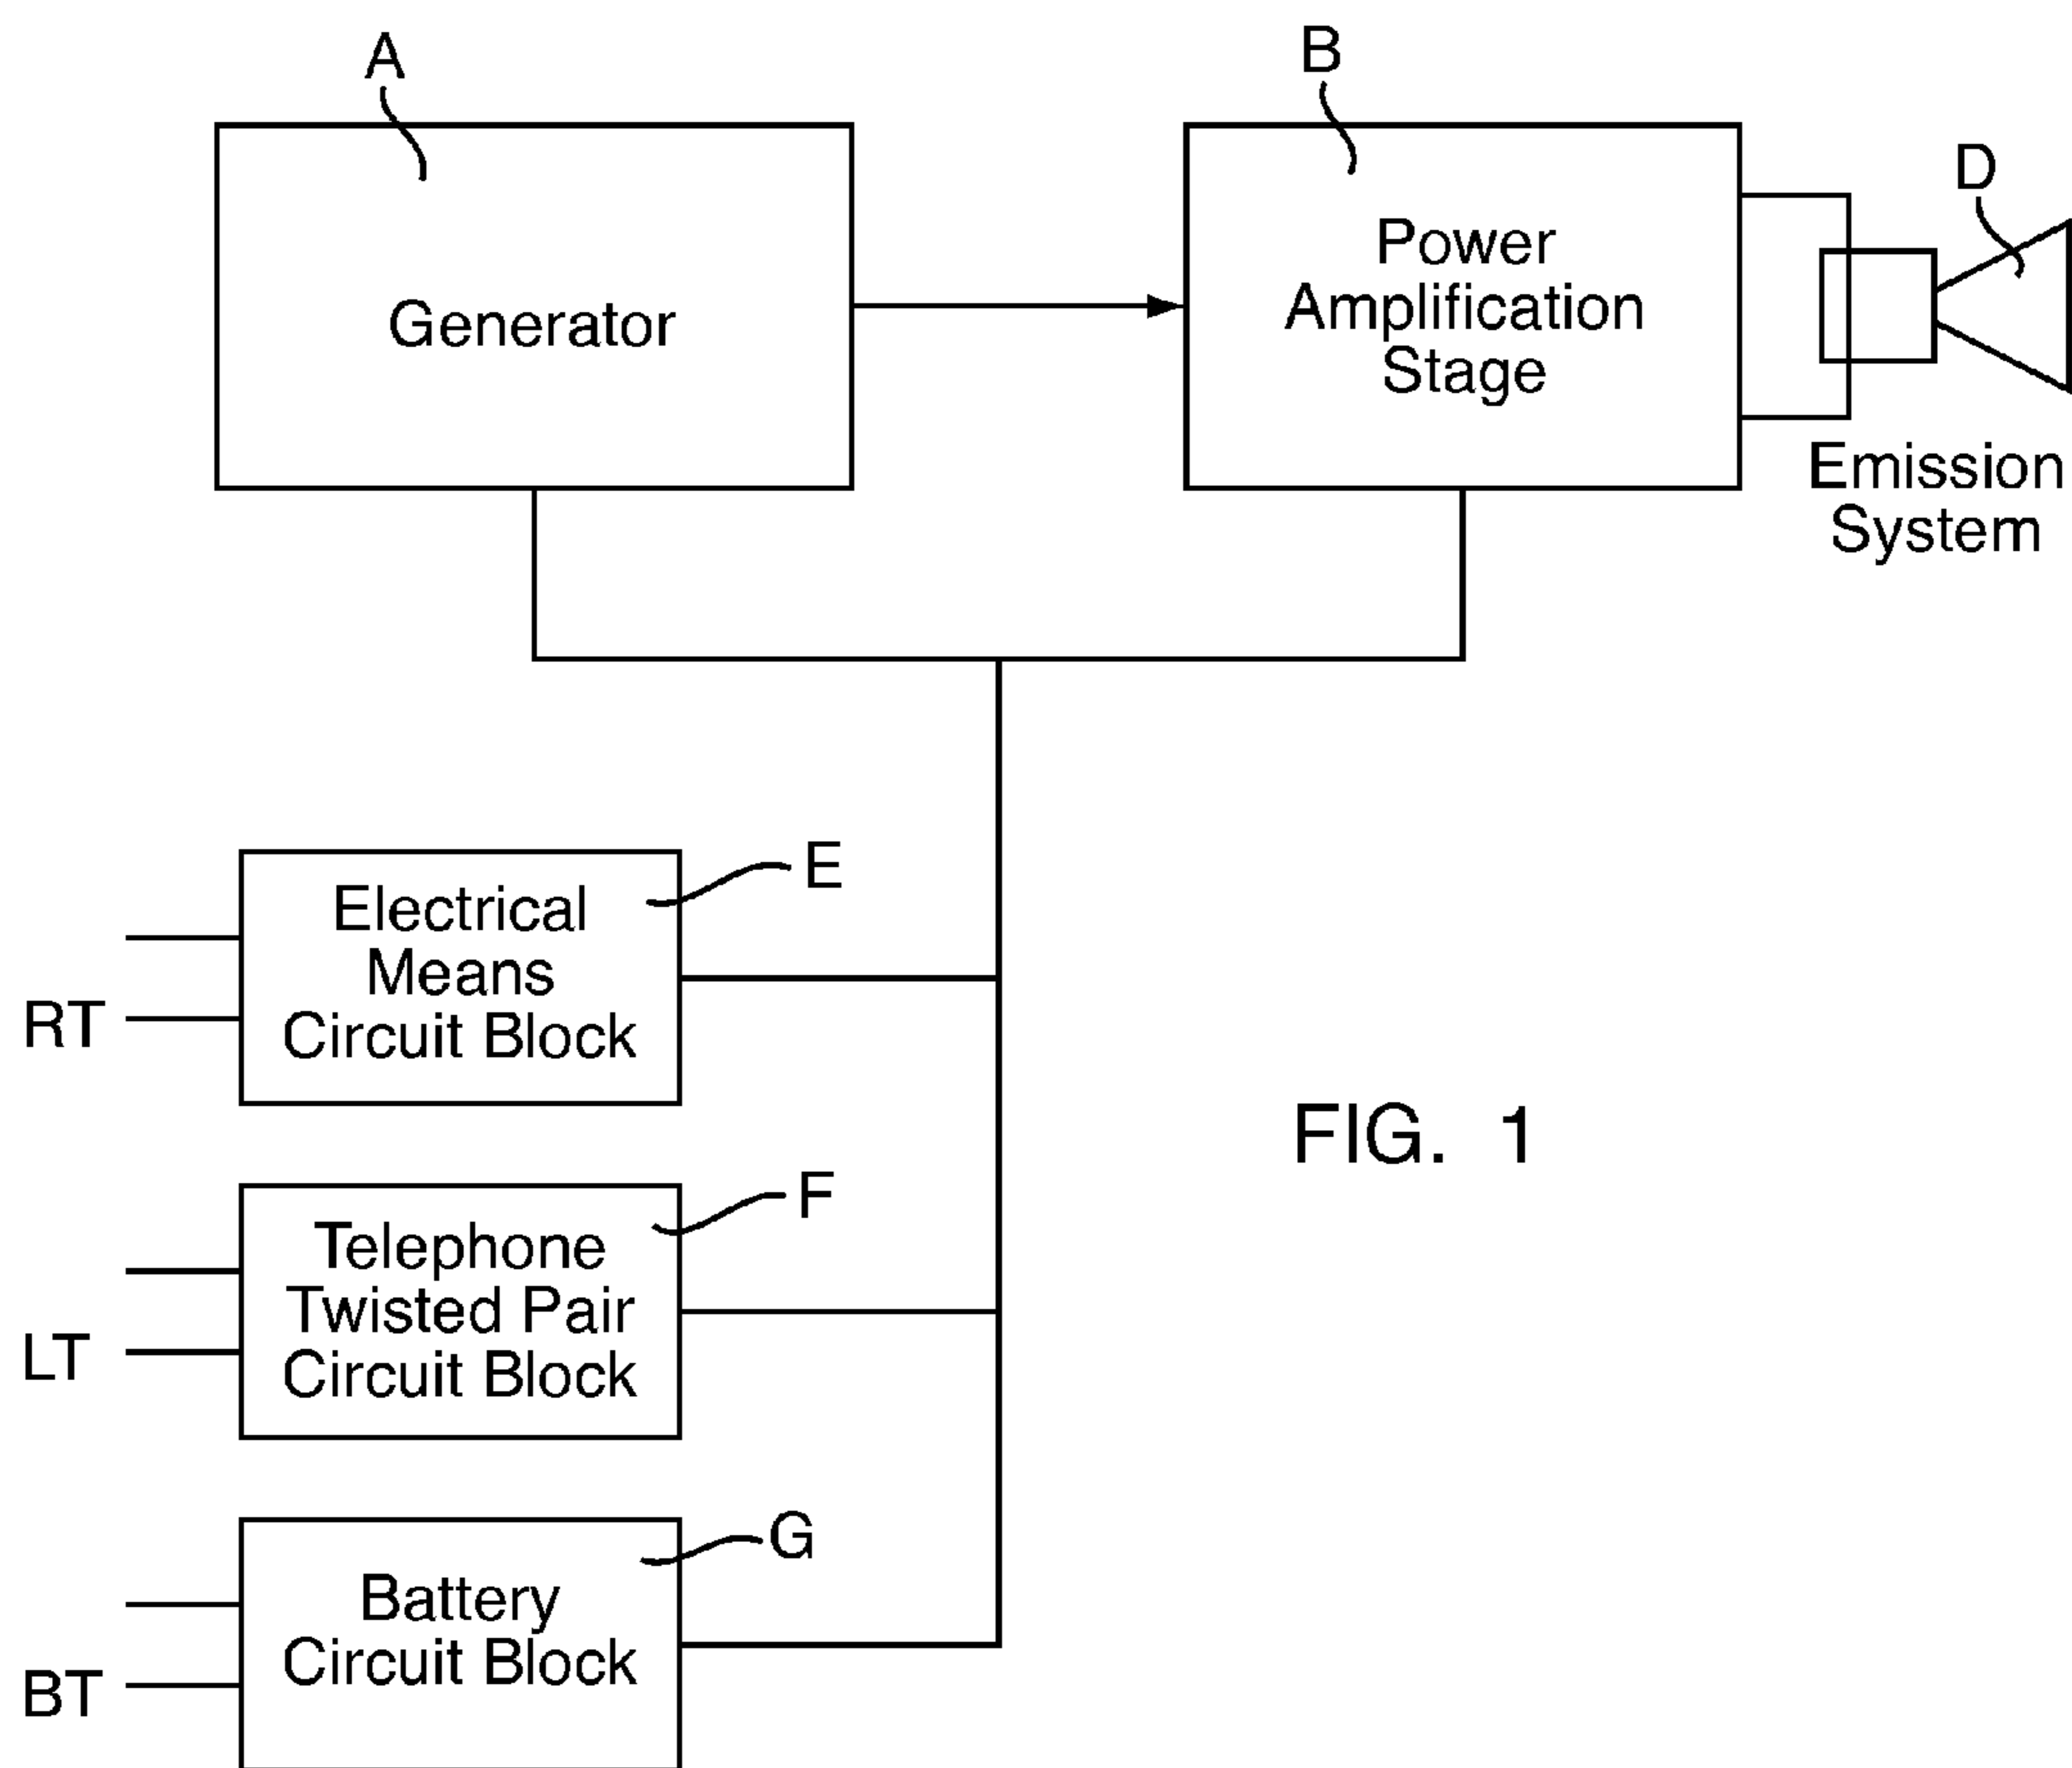 A
B
D
Generator
Power
Amplification
Stage
Emission
System
E
Electrical
Means
Circuit Block
RT
F
Telephone
Twisted Pair
Circuit Block
LT
FIG. 1
G
Battery
Circuit Block
BT